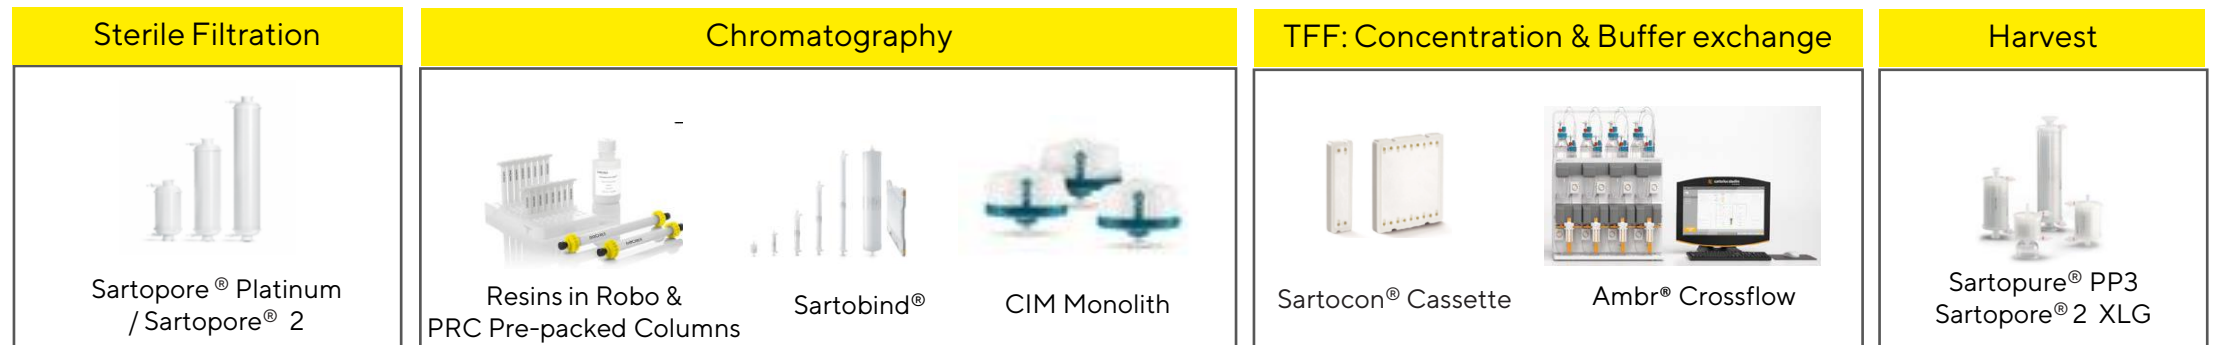 Sterile Filtration
Chromatography
TFF: Concentration & Buffer exchange
Harvest
Sartopore ® Platinum
/ Sartopore® 2
Resins in Robo &
PRC Pre-packed Columns
Sartobind®
CIM Monolith
Sartocon® Cassette
Ambr® Crossflow
Sartopure® PP3
Sartopore® 2 XLG